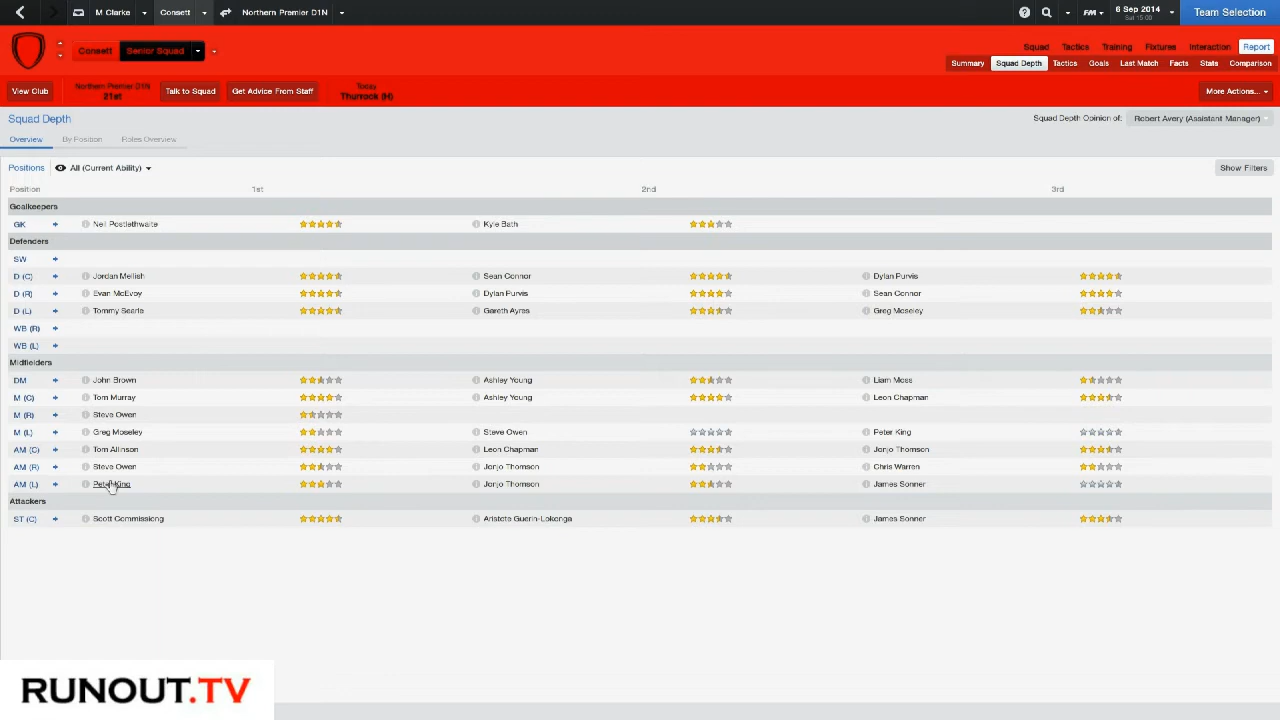 M Clarke Consett Northern Premier D1N FM 6 Sep 2014 Sat 15:00 Team Selection
Consett Senior Squad Squad Tactics Training Fixtures Interaction Report
Summary Squad Depth Tactics Goals Last Match Facts Stats Comparison
View Club Northern Premier D1N 21st Talk to Squad Get Advice From Staff Today Thurrock (H) More Actions...
Squad Depth Squad Depth Opinion of: Robert Avery (Assistant Manager)
Overview By Position Roles Overview
Positions All (Current Ability) Show Filters
Position 1st 2nd 3rd
Goalkeepers
GK Neil Postlethwaite Kyle Bath
Defenders
SW
D (C) Jordan Mellish Sean Connor Dylan Purvis
D (R) Evan McEvoy Dylan Purvis Sean Connor
D (L) Tommy Searle Gareth Ayres Greg Moseley
WB (R)
WB (L)
Midfielders
DM John Brown Ashley Young Liam Moss
M (C) Tom Murray Ashley Young Leon Chapman
M (R) Steve Owen
M (L) Greg Moseley Steve Owen Peter King
AM (C) Tom Allinson Leon Chapman Jonjo Thomson
AM (R) Steve Owen Jonjo Thomson Chris Warren
AM (L) Peter King Jonjo Thomson James Sonner
Attackers
ST (C) Scott Commissiong Aristote Guerin-Lokonga James Sonner
RUNOUT.TV